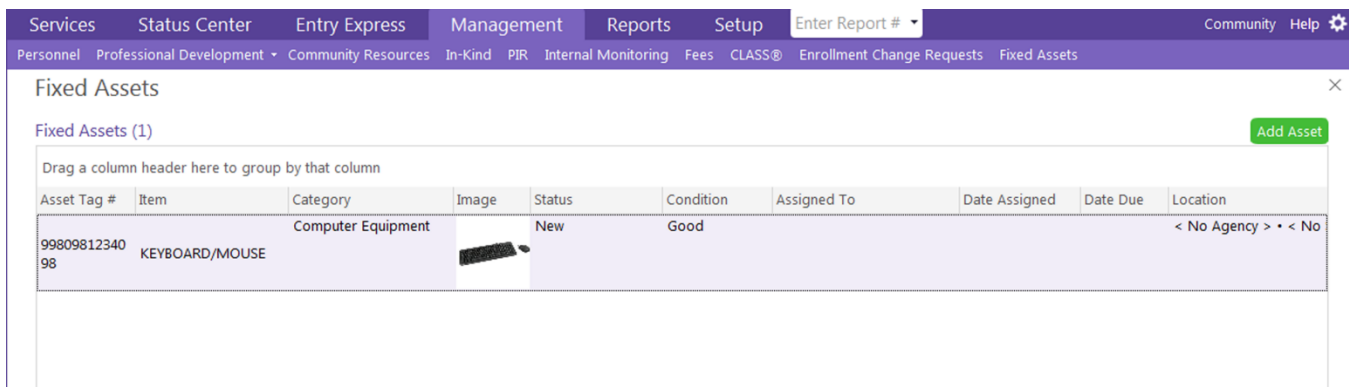 Services Status Center Entry Express Management Reports Setup Enter Report # Community Help
Personnel Professional Development Community Resources In-Kind PIR Internal Monitoring Fees CLASS® Enrollment Change Requests Fixed Assets
Fixed Assets
Fixed Assets (1) Add Asset
Drag a column header here to group by that column
Asset Tag # Item Category Image Status Condition Assigned To Date Assigned Date Due Location
Computer Equipment New Good < No Agency > • < No
99809812340
98
KEYBOARD/MOUSE